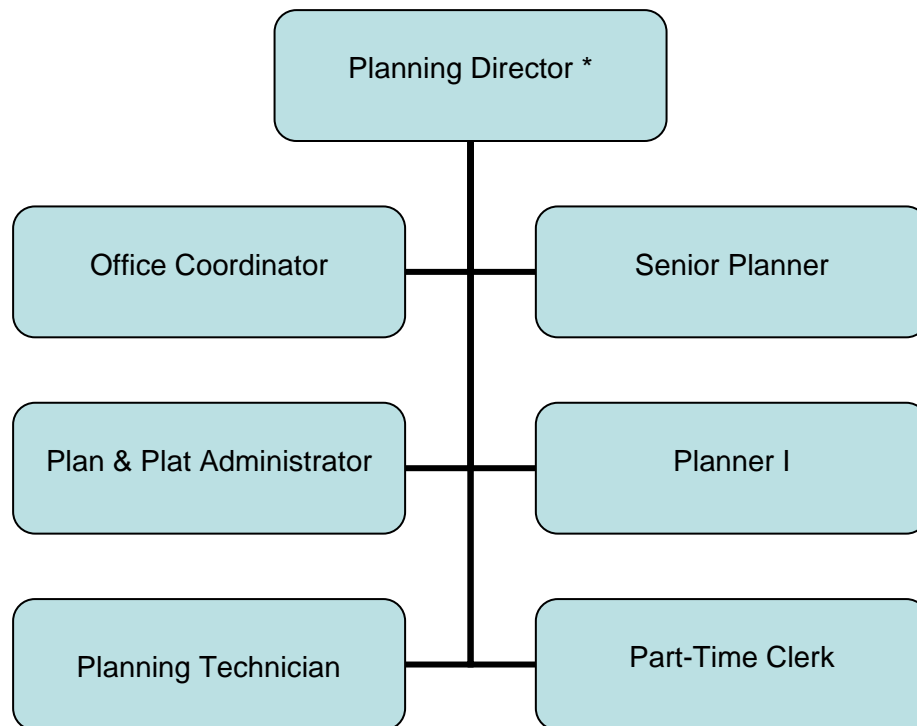 Planning Director *
Office Coordinator
Senior Planner
Plan & Plat Administrator
Planner I
Planning Technician
Part-Time Clerk